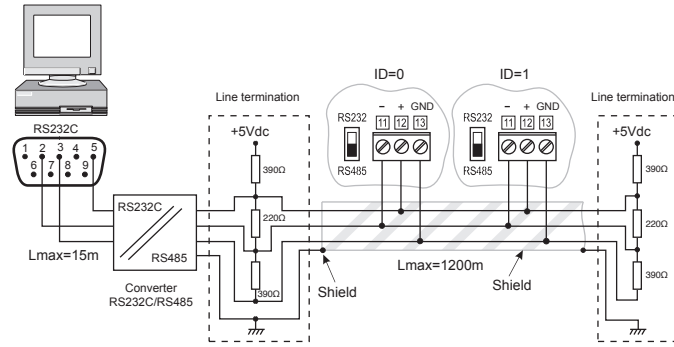 ID=0
ID=1
Line termination
Line termination
RS232C
1 2 3 4 5
6 7 8 9
+5Vdc
390Ω
220Ω
390Ω
RS232
RS485
− + GND
11 12 13
RS232
RS485
− + GND
11 12 13
+5Vdc
390Ω
220Ω
390Ω
RS232C
RS485
Lmax=15m
Converter
RS232C/RS485
Shield
Lmax=1200m
Shield